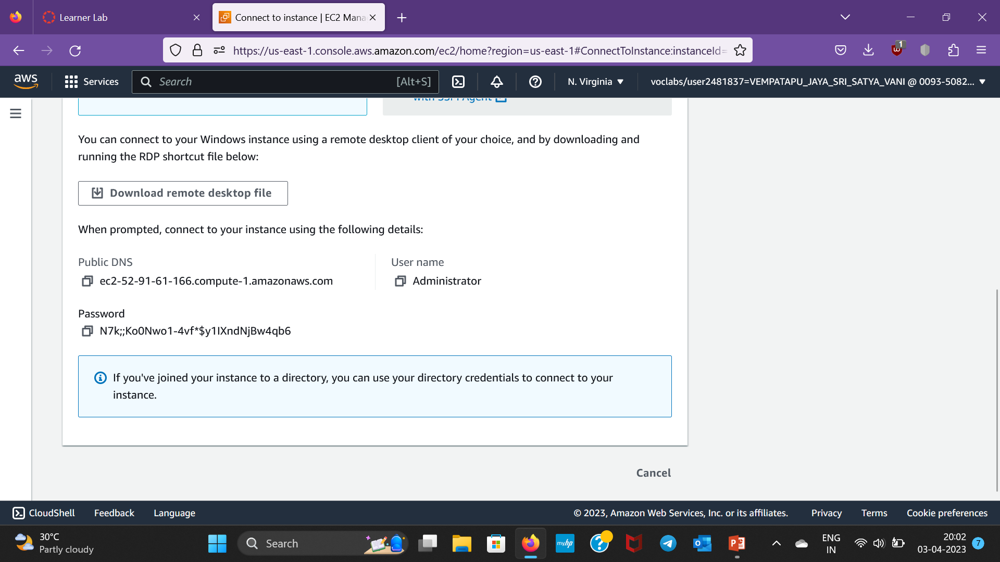 Learner Lab
Connect to instance | EC2 Mana
https://us-east-1.console.aws.amazon.com/ec2/home?region=us-east-1#ConnectToInstance:instanceId=
1
aws
Services
Search
[Alt+S]
N. Virginia
voclabs/user2481837=VEMPATAPU_JAYA_SRI_SATYA_VANI @ 0093-5082...
with SSM Agent
You can connect to your Windows instance using a remote desktop client of your choice, and by downloading and
running the RDP shortcut file below:
Download remote desktop file
When prompted, connect to your instance using the following details:
Public DNS
ec2-52-91-61-166.compute-1.amazonaws.com
User name
Administrator
Password
N7k;;Ko0Nwo1-4vf*$y1IXndNjBw4qb6
If you've joined your instance to a directory, you can use your directory credentials to connect to your
instance.
Cancel
CloudShell
Feedback
Language
© 2023, Amazon Web Services, Inc. or its affiliates.
Privacy
Terms
Cookie preferences
30°C
Partly cloudy
Search
myhp
ENG
IN
20:02
03-04-2023
7